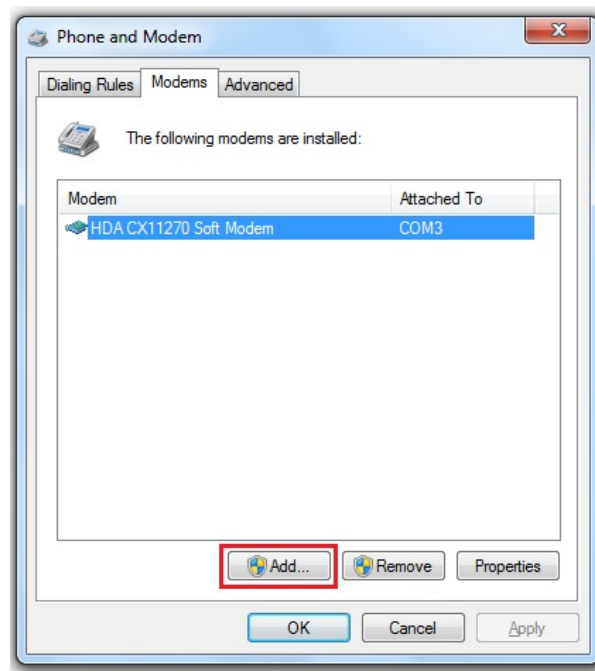 Phone and Modem
Dialing Rules Modems Advanced
The following modems are installed:
Modem Attached To
HDA CX11270 Soft Modem COM3
Add... Remove Properties
OK Cancel Apply